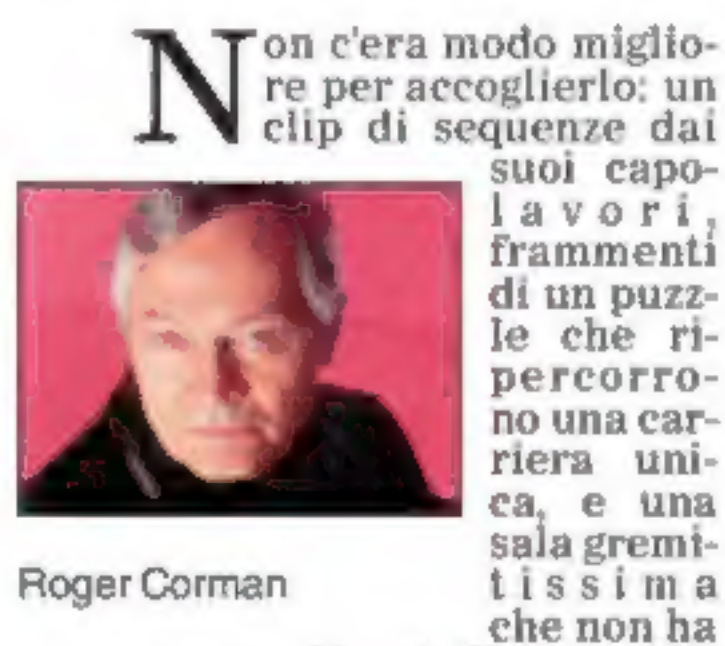 Non c'era modo miglio-
re per accoglierlo: un
clip di sequenze dai
suoi capo-
lavori,
frammenti
di un puzz-
le che ri-
percorro-
no una car-
riera uni-
ca, e una
sala gremi-
tissima
che non ha
Roger Corman